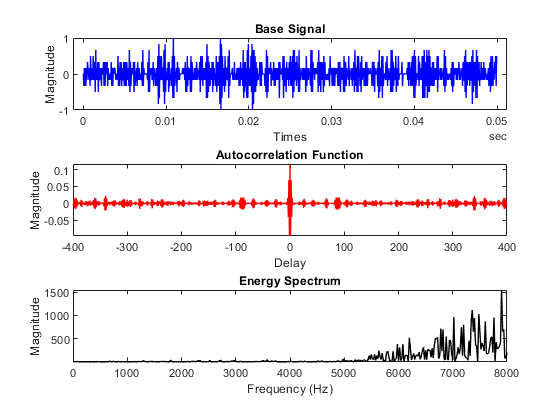 Base Signal
Magnitude
1
0
-1
0 0.01 0.02 0.03 0.04 0.05
Times
sec
Autocorrelation Function
Magnitude
0.1
0.05
0
-0.05
-400 -300 -200 -100 0 100 200 300 400
Delay
Energy Spectrum
Magnitude
1500
1000
500
0 1000 2000 3000 4000 5000 6000 7000 8000
Frequency (Hz)